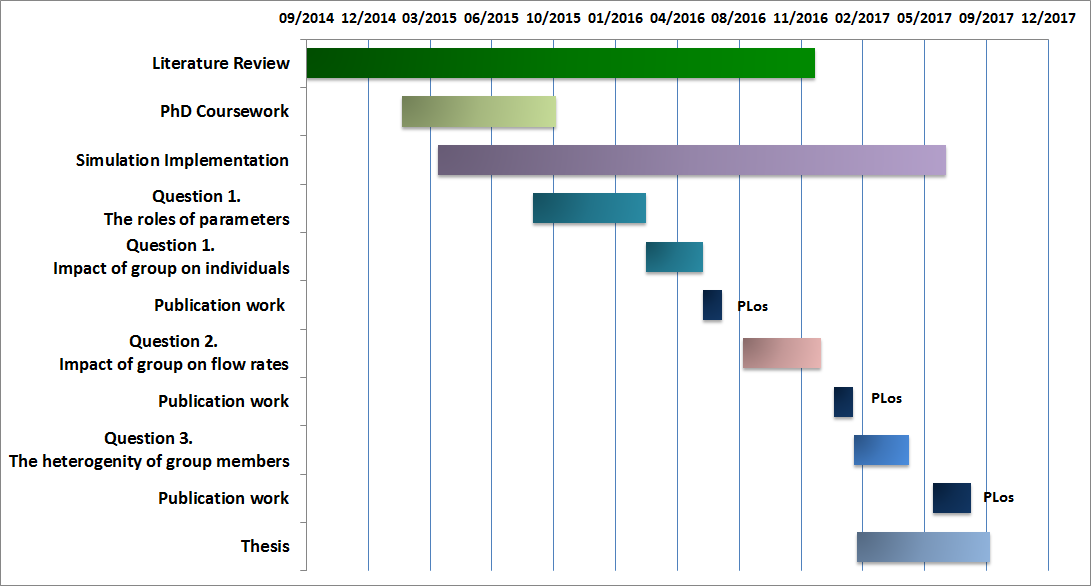 09/2014 12/2014 03/2015 06/2015 10/2015 01/2016 04/2016 08/2016 11/2016 02/2017 05/2017 09/2017 12/2017
Literature Review
PhD Coursework
Simulation Implementation
Question 1.
The roles of parameters
Question 1.
Impact of group on individuals
Publication work PLos
Question 2.
Impact of group on flow rates
Publication work PLos
Question 3.
The heterogenity of group members
Publication work PLos
Thesis